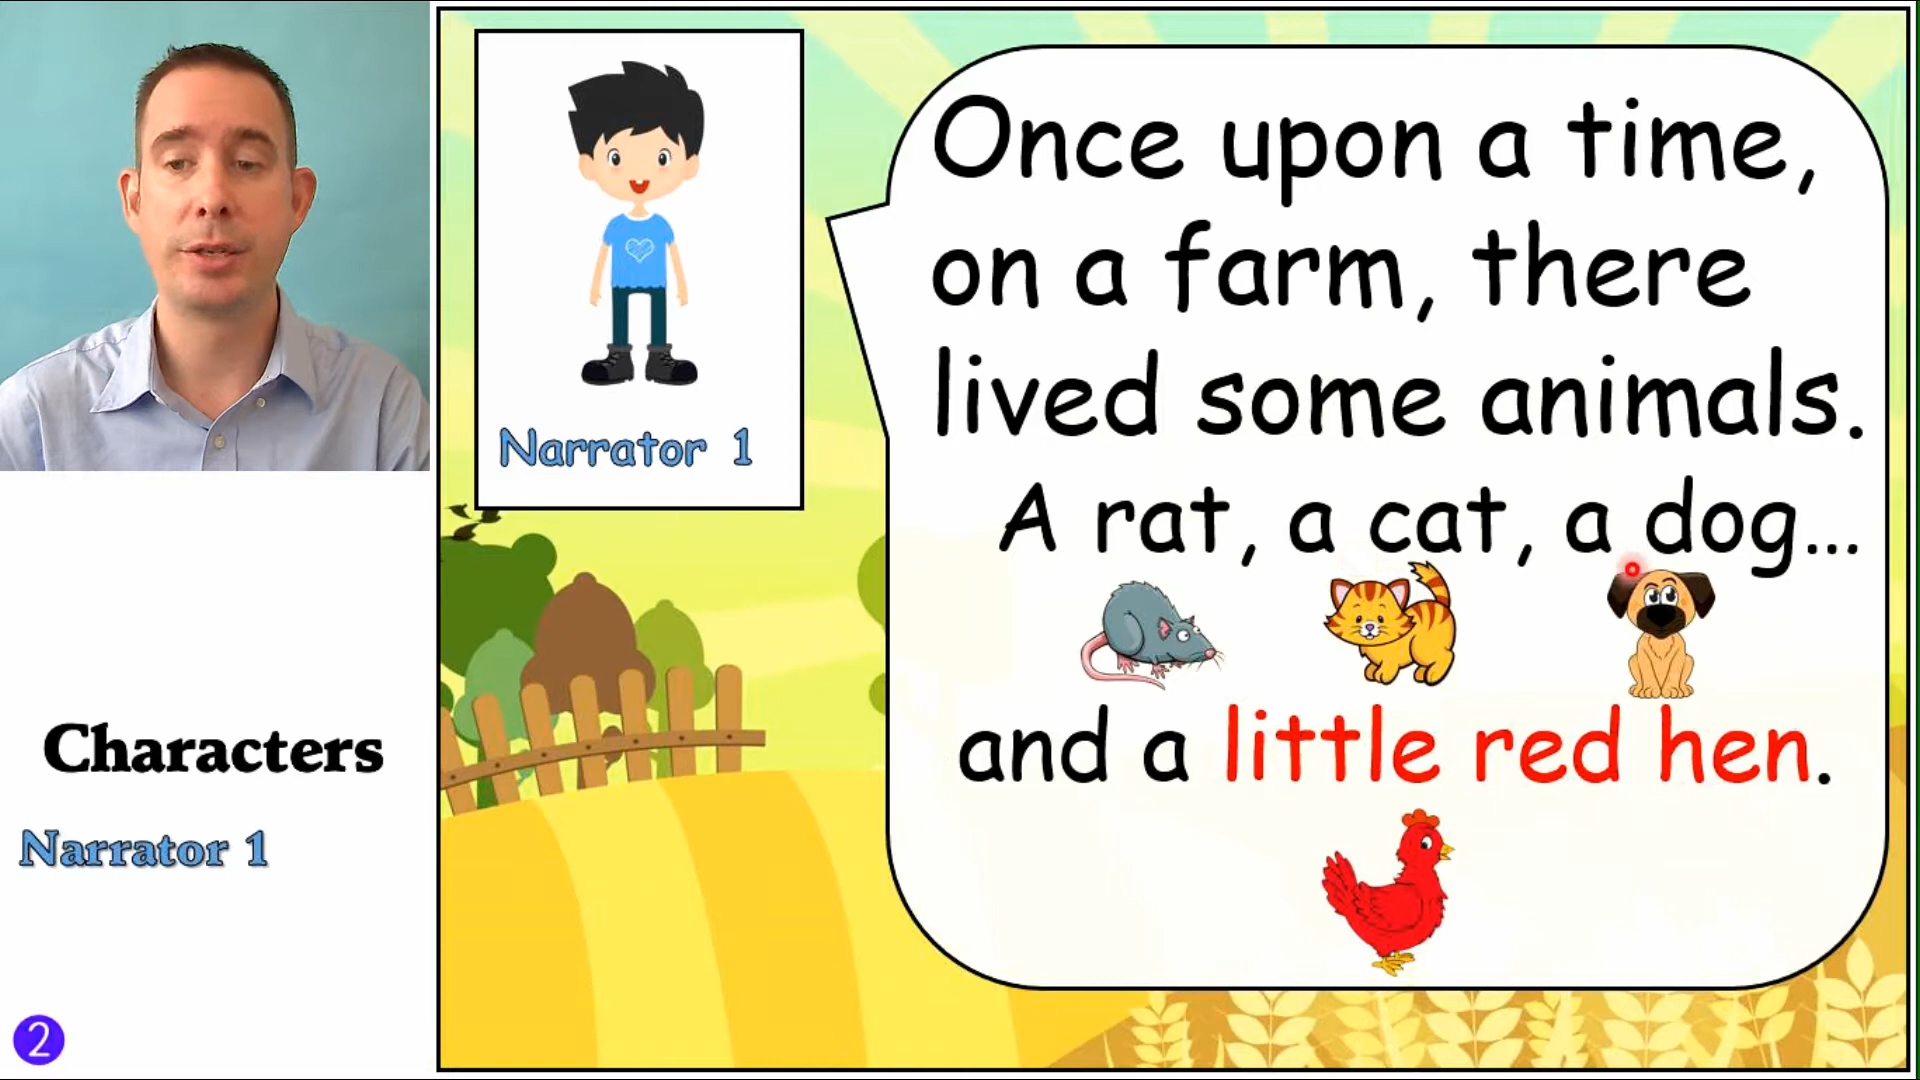 Narrator 1
Once upon a time,
on a farm, there
lived some animals.
A rat, a cat, a dog...
and a little red hen.
Characters
Narrator 1
2